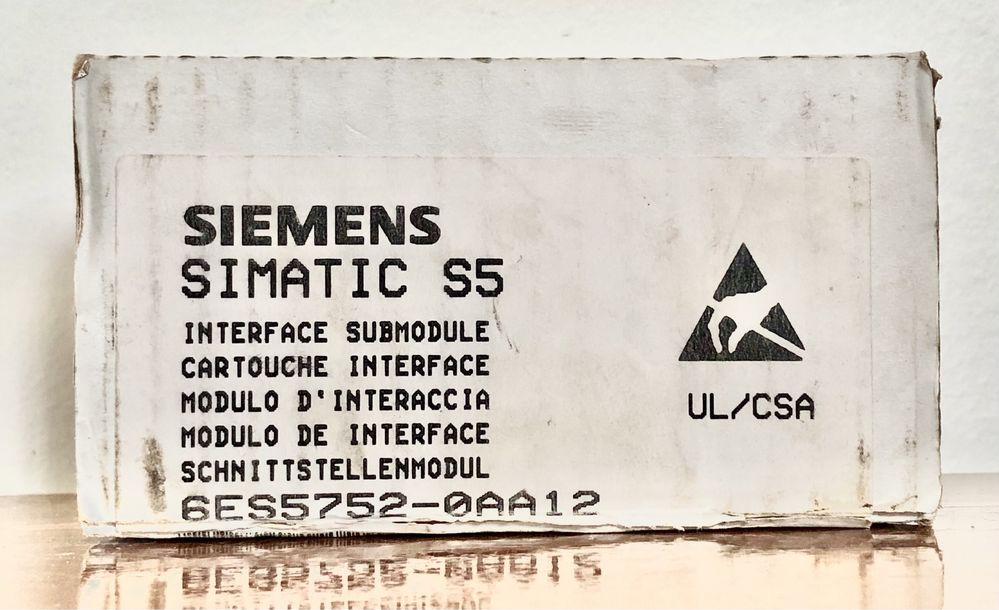 SIEMENS
SIMATIC S5
INTERFACE SUBMODULE
CARTOUCHE INTERFACE
MODULO D'INTERACCIA
MODULO DE INTERFACE
SCHNITTSTELLENMODUL
6ES5752-0AA12
UL/CSA